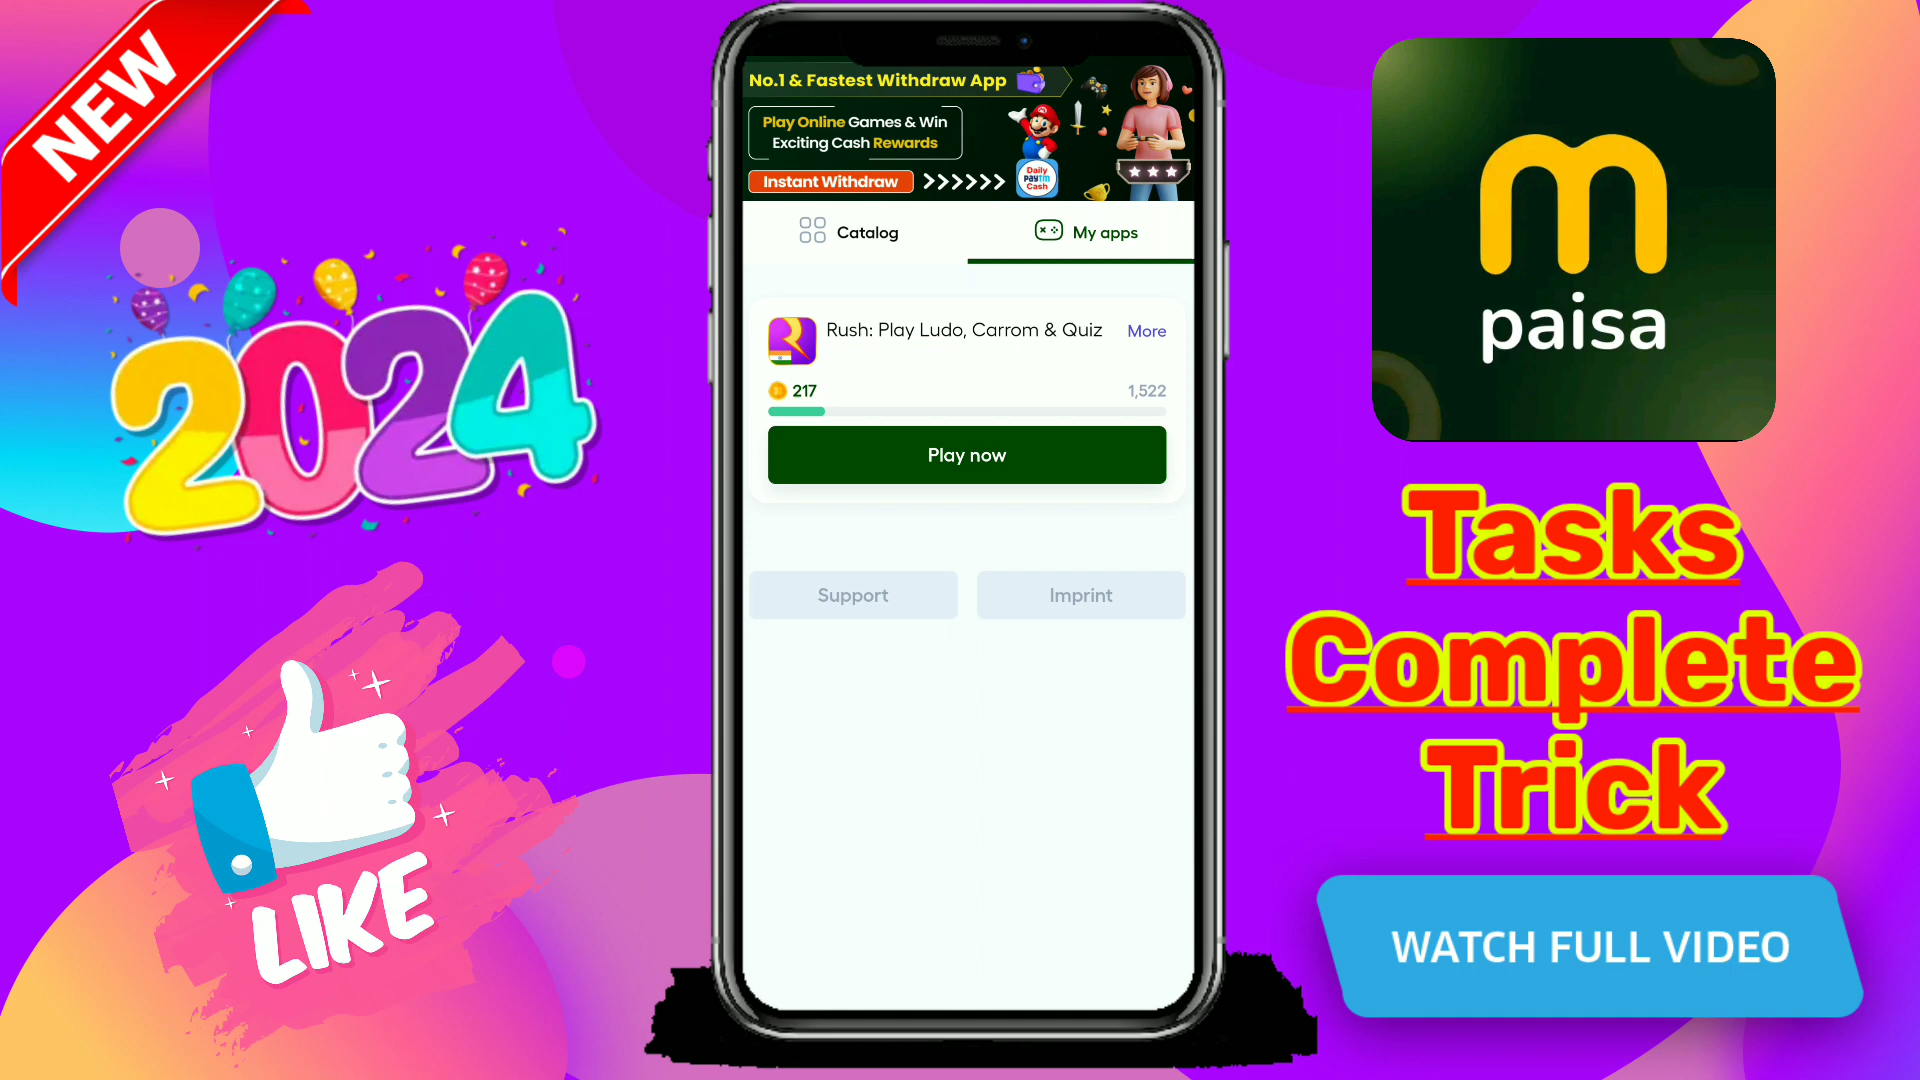 NEW
2024
LIKE
No.1 & Fastest Withdraw App
Play Online Games & Win
Exciting Cash Rewards
Instant Withdraw
Daily
Paytm
Cash
Catalog
My apps
Rush: Play Ludo, Carrom & Quiz
More
217
1,522
Play now
Support
Imprint
m
paisa
Tasks
Complete
Trick
WATCH FULL VIDEO